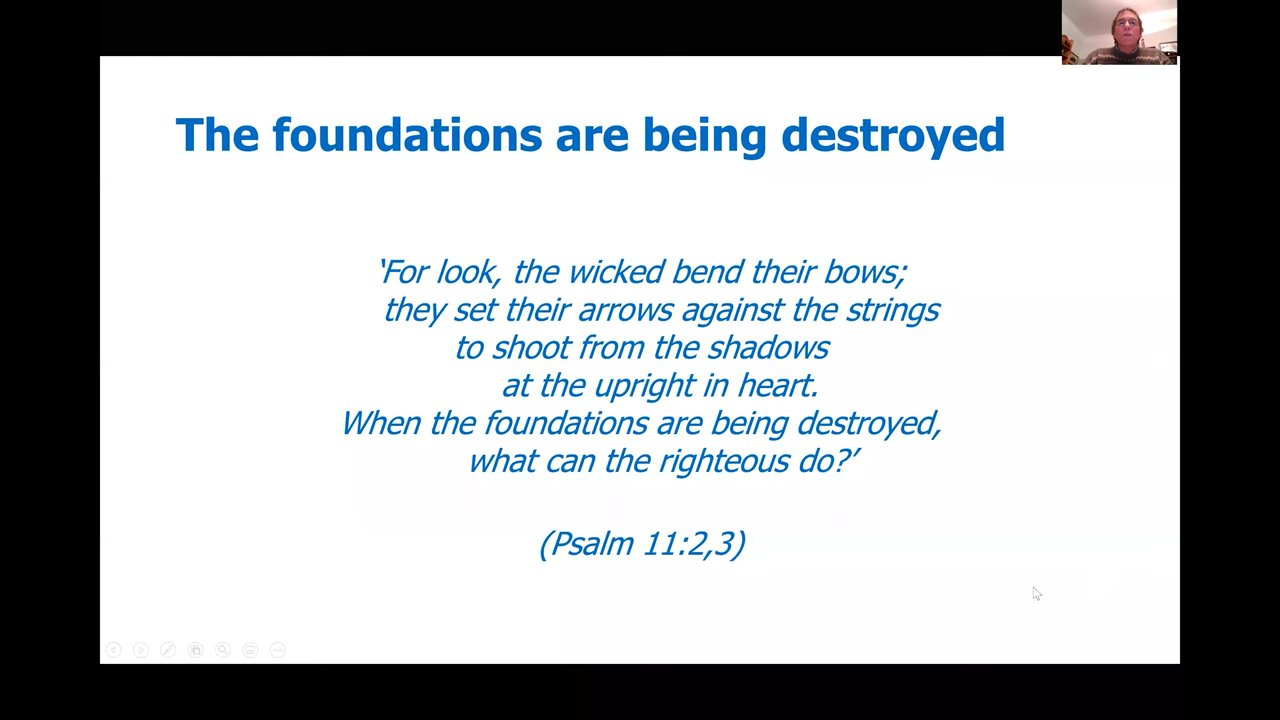 The foundations are being destroyed
‘For look, the wicked bend their bows;
they set their arrows against the strings
to shoot from the shadows
at the upright in heart.
When the foundations are being destroyed,
what can the righteous do?’
(Psalm 11:2,3)